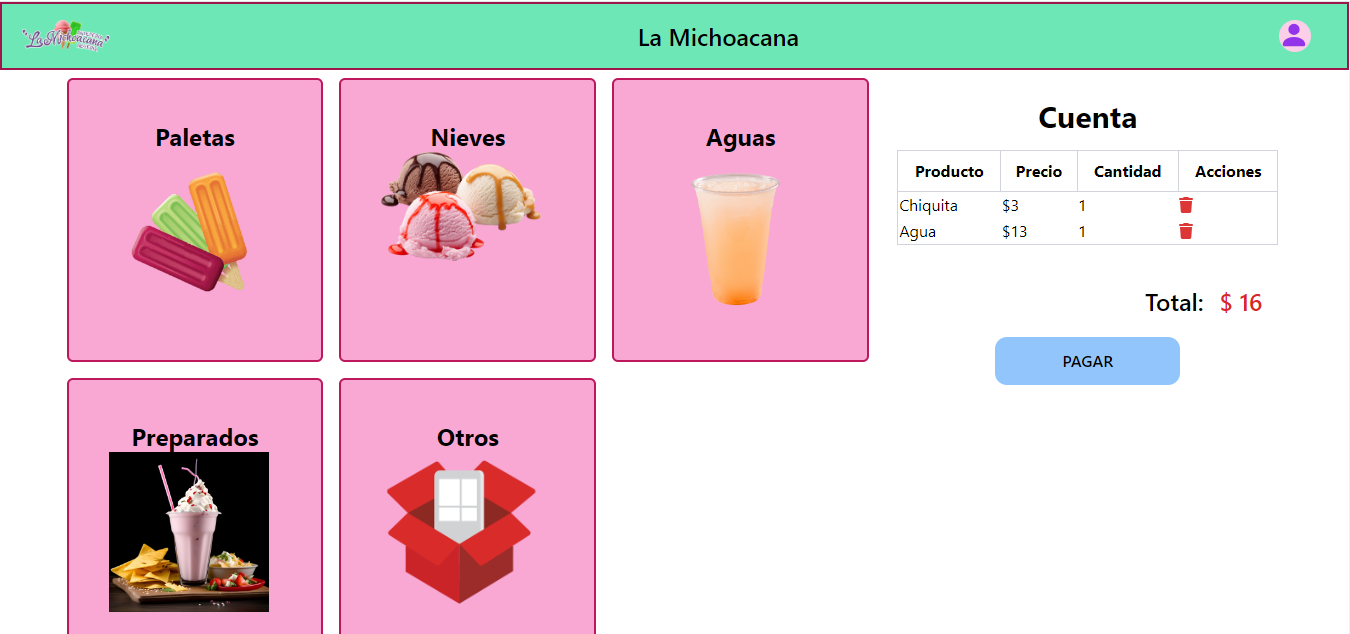 La Michoacana
La Michoacana
Paletas
Nieves
Aguas
Preparados
Otros
Cuenta
Producto Precio Cantidad Acciones
Chiquita $3 1
Agua $13 1
Total: $ 16
PAGAR